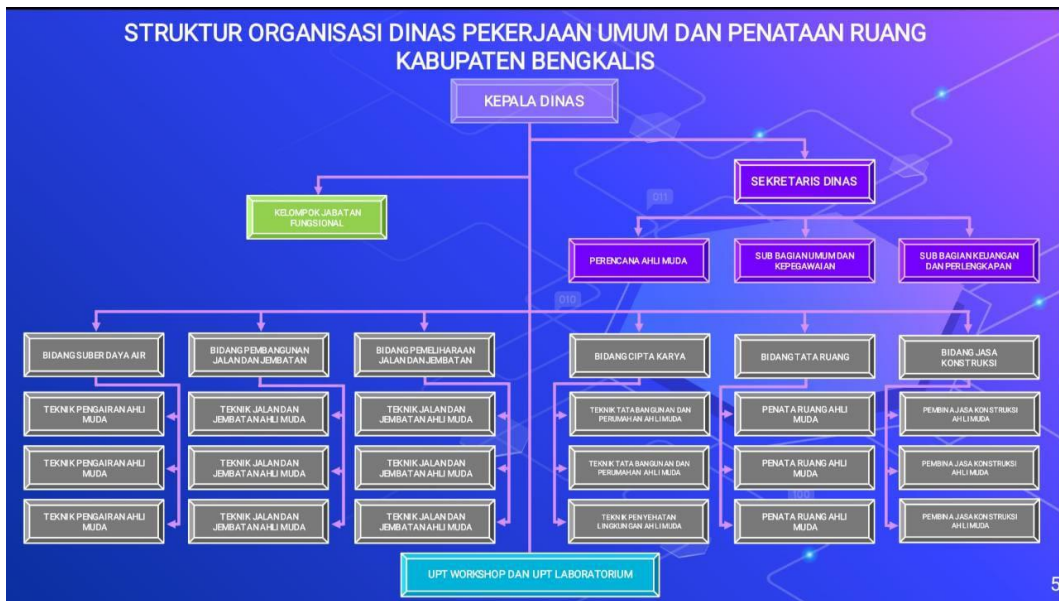 STRUKTUR ORGANISASI DINAS PEKERJAAN UMUM DAN PENATAAN RUANG
KABUPATEN BENGKALIS
KEPALA DINAS
SEKRETARIS DINAS
011
KELOMPOK JABATAN
FUNGSIONAL
PERENCANA AHLI MUDA
SUB BAGIAN UMUM DAN
KEPEGAWAIAN
SUB BAGIAN KEUANGAN
DAN PERLENGKAPAN
010
BIDANG SUBER DAYA AIR
BIDANG PEMBANGUNAN
JALAN DAN JEMBATAN
BIDANG PEMELIHARAAN
JALAN DAN JEMBATAN
BIDANG CIPTA KARYA
BIDANG TATA RUANG
BIDANG JASA
KONSTRUKSI
TEKNIK PENGAIRAN AHLI
MUDA
TEKNIK JALAN DAN
JEMBATAN AHLI MUDA
TEKNIK JALAN DAN
JEMBATAN AHLI MUDA
TEKNIK TATA BANGUNAN DAN
PERUMAHAN AHLI MUDA
PENATA RUANG AHLI
MUDA
PEMBINA JASA KONSTRUKSI
AHLI MUDA
TEKNIK PENGAIRAN AHLI
MUDA
TEKNIK JALAN DAN
JEMBATAN AHLI MUDA
TEKNIK JALAN DAN
JEMBATAN AHLI MUDA
TEKNIK TATA BANGUNAN DAN
PERUMAHAN AHLI MUDA
PENATA RUANG AHLI
MUDA
PEMBINA JASA KONSTRUKSI
AHLI MUDA
100
TEKNIK PENGAIRAN AHLI
MUDA
TEKNIK JALAN DAN
JEMBATAN AHLI MUDA
TEKNIK JALAN DAN
JEMBATAN AHLI MUDA
TEKNIK PENYEHATAN
LINGKUNGAN AHLI MUDA
PENATA RUANG AHLI
MUDA
PEMBINA JASA KONSTRUKSI
AHLI MUDA
UPT WORKSHOP DAN UPT LABORATORIUM
5